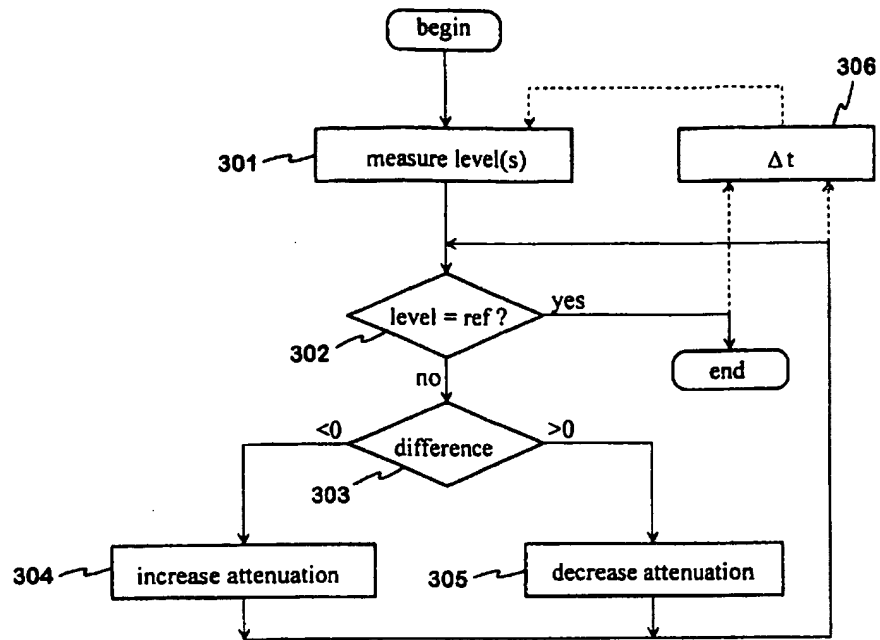 begin
306
301
measure level(s)
Δt
level = ref ?
yes
302
end
no
<0
>0
difference
303
304
increase attenuation
305
decrease attenuation